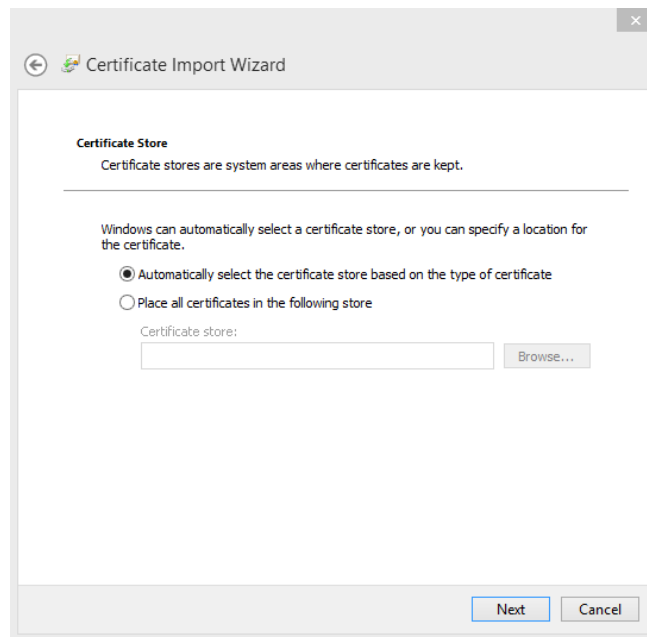 Certificate Import Wizard
Certificate Store
Certificate stores are system areas where certificates are kept.
Windows can automatically select a certificate store, or you can specify a location for
the certificate.
Automatically select the certificate store based on the type of certificate
Place all certificates in the following store
Certificate store:
Browse...
Next
Cancel